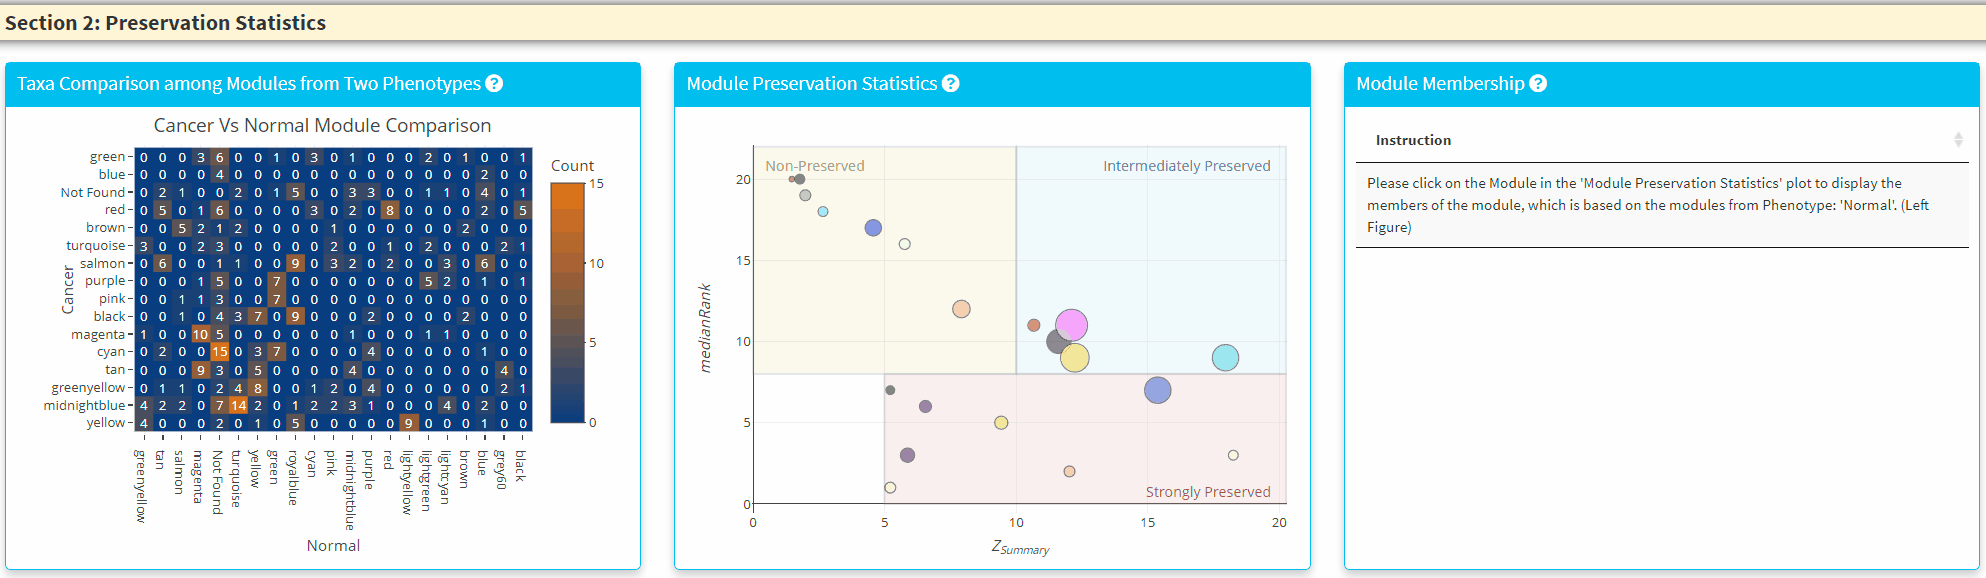 Section 2: Preservation Statistics
Taxa Comparison among Modules from Two Phenotypes ?
Cancer Vs Normal Module Comparison
green 0 0 0 3 6 0 0 1 0 3 0 1 0 0 0 2 0 1 0 0 1
blue 0 0 0 0 4 0 0 0 0 0 0 0 0 0 0 0 0 0 2 0 0
Not Found 0 2 1 0 0 2 0 1 5 0 0 3 3 0 0 1 1 0 4 0 1
red 0 5 0 1 6 0 0 0 0 3 0 2 0 8 0 0 0 0 2 0 5
brown 0 0 5 2 1 2 0 0 0 0 1 0 0 0 0 0 0 2 0 0 0
turquoise 3 0 0 2 3 0 0 0 0 0 2 0 0 1 0 2 0 0 0 2 1
salmon 0 6 0 0 1 1 0 0 9 0 3 2 0 2 0 0 3 0 6 0 0
purple 0 0 0 1 5 0 0 7 0 0 0 0 0 0 0 5 2 0 1 0 1
pink 0 0 1 1 3 0 0 7 0 0 0 0 0 0 0 0 0 0 0 0 0
black 0 0 1 0 4 3 7 0 9 0 0 0 2 0 0 0 0 2 0 0 0
magenta 1 0 0 10 5 0 0 0 0 0 0 1 0 0 0 1 1 0 0 0 0
cyan 0 2 0 0 15 0 3 7 0 0 0 0 4 0 0 0 0 0 1 0 0
tan 0 0 0 9 3 0 5 0 0 0 0 4 0 0 0 0 0 0 0 4 0
greenyellow 0 1 1 0 2 4 8 0 0 1 2 0 4 0 0 0 0 0 0 2 1
midnightblue 4 2 2 0 7 14 2 0 1 2 2 3 1 0 0 0 4 0 2 0 0
yellow 4 0 0 0 2 0 1 0 5 0 0 0 0 0 9 0 0 0 1 0 0
Cancer
greenyellow
tan
salmon
magenta
Not Found
turquoise
yellow
green
royalblue
cyan
pink
midnightblue
purple
red
lightyellow
lightgreen
lightcyan
brown
blue
grey60
black
Normal
Count
15
10
5
0
Module Preservation Statistics ?
Non-Preserved
Intermediately Preserved
Strongly Preserved
20
15
10
5
0
medianRank
0 5 10 15 20
ZSummary
Module Membership ?
Instruction
Please click on the Module in the 'Module Preservation Statistics' plot to display the
members of the module, which is based on the modules from Phenotype: 'Normal'. (Left
Figure)